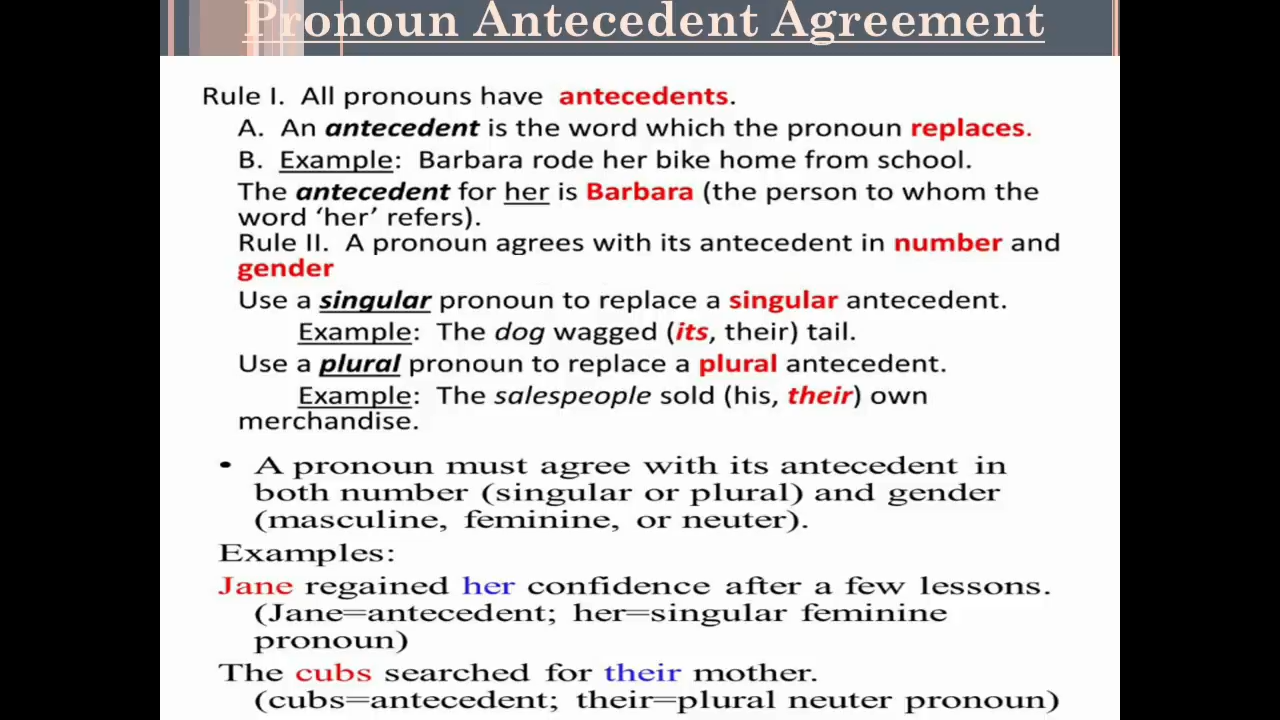 Pronoun Antecedent Agreement
Rule I. All pronouns have antecedents.
A. An antecedent is the word which the pronoun replaces.
B. Example: Barbara rode her bike home from school.
The antecedent for her is Barbara (the person to whom the
word ‘her’ refers).
Rule II. A pronoun agrees with its antecedent in number and
gender
Use a singular pronoun to replace a singular antecedent.
Example: The dog wagged (its, their) tail.
Use a plural pronoun to replace a plural antecedent.
Example: The salespeople sold (his, their) own
merchandise.
• A pronoun must agree with its antecedent in
both number (singular or plural) and gender
(masculine, feminine, or neuter).
Examples:
Jane regained her confidence after a few lessons.
(Jane=antecedent; her=singular feminine
pronoun)
The cubs searched for their mother.
(cubs=antecedent; their=plural neuter pronoun)